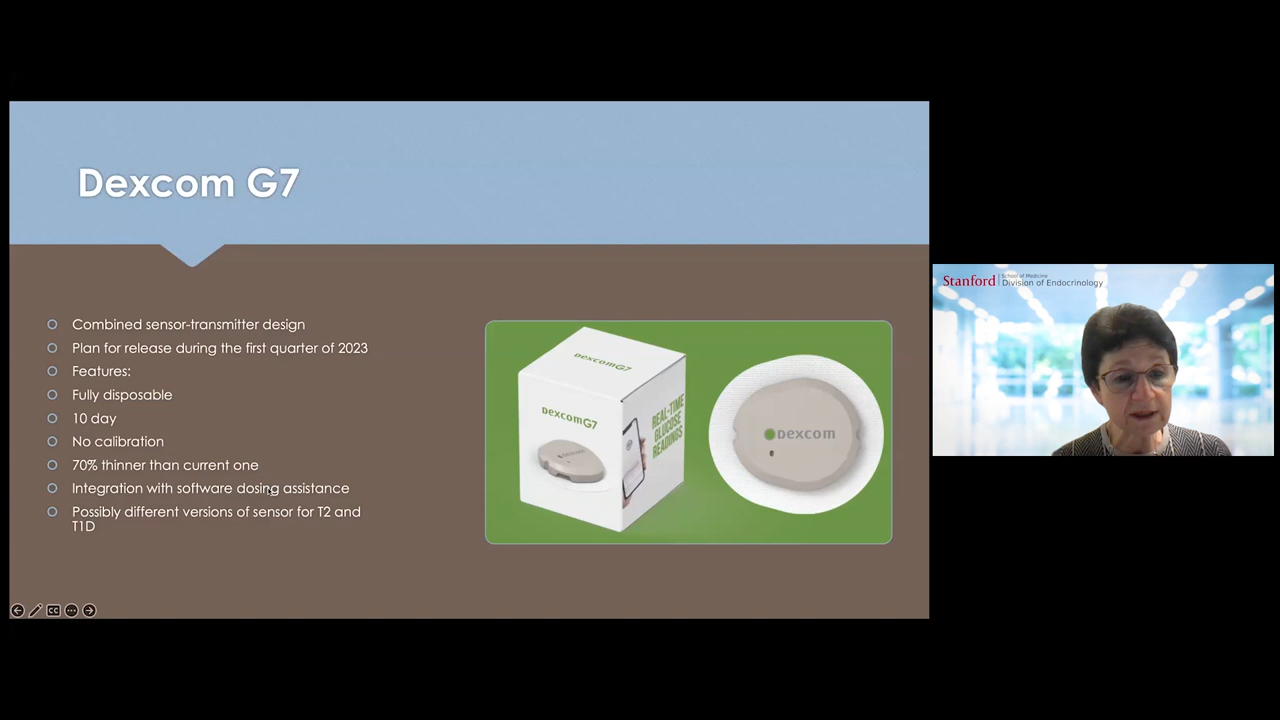 Dexcom G7
Combined sensor-transmitter design
Plan for release during the first quarter of 2023
Features:
Fully disposable
10 day
No calibration
70% thinner than current one
Integration with software dosing assistance
Possibly different versions of sensor for T2 and
T1D
DexcomG7
DexcomG7
REAL-TIME
GLUCOSE
READINGS
Dexcom
Dexcom
CC
Stanford
School of Medicine
Division of Endocrinology